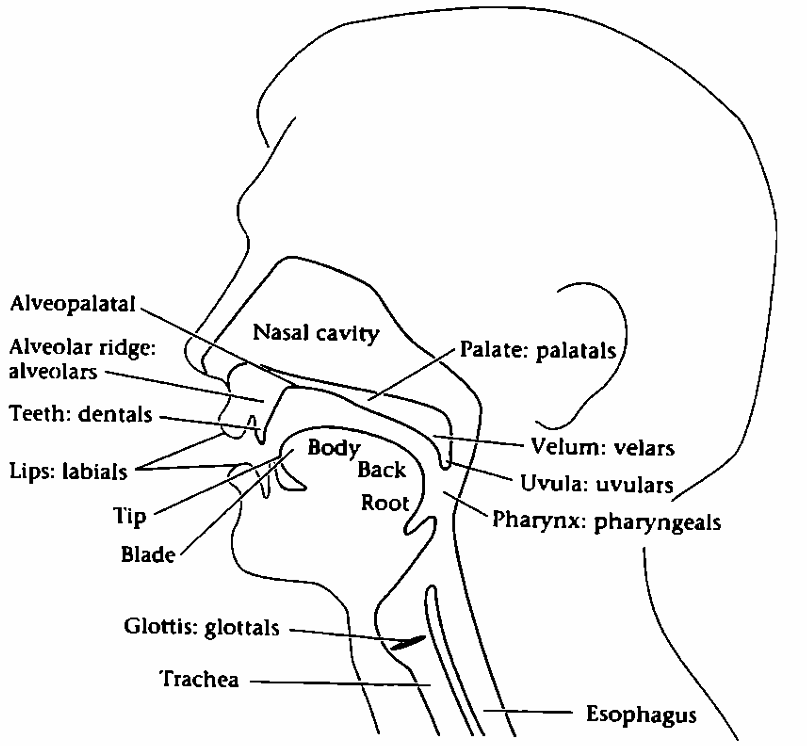 Alveopalatal
Nasal cavity
Alveolar ridge:
alveolars
Palate: palatals
Teeth: dentals
Body
Velum: velars
Lips: labials
Back
Uvula: uvulars
Root
Tip
Pharynx: pharyngeals
Blade
Glottis: glottals
Trachea
Esophagus